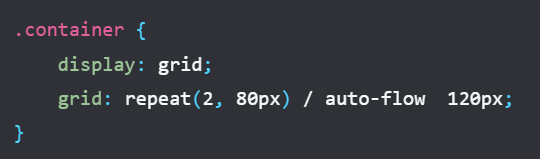 .container {
    display: grid;
    grid: repeat(2, 80px) / auto-flow  120px;
}